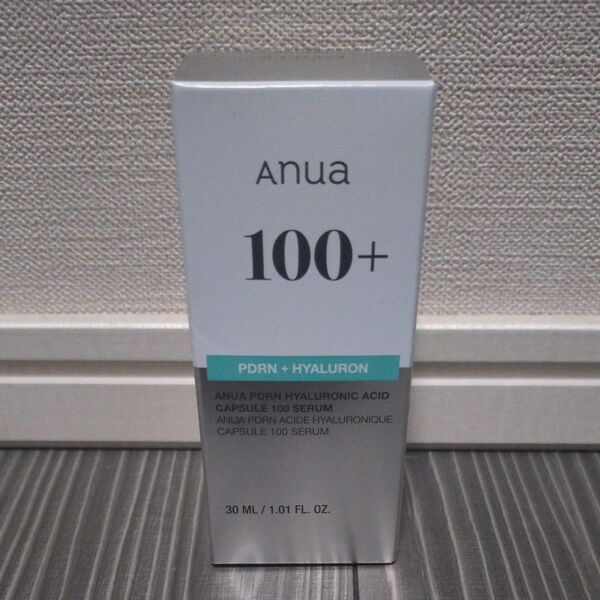 Anua
100+
PDRN + HYALURON
ANUA PDRN HYALURONIC ACID
CAPSULE 100 SERUM
ANUA PDRN ACIDE HYALURONIQUE
CAPSULE 100 SÉRUM
30 ML / 1.01 FL. OZ.